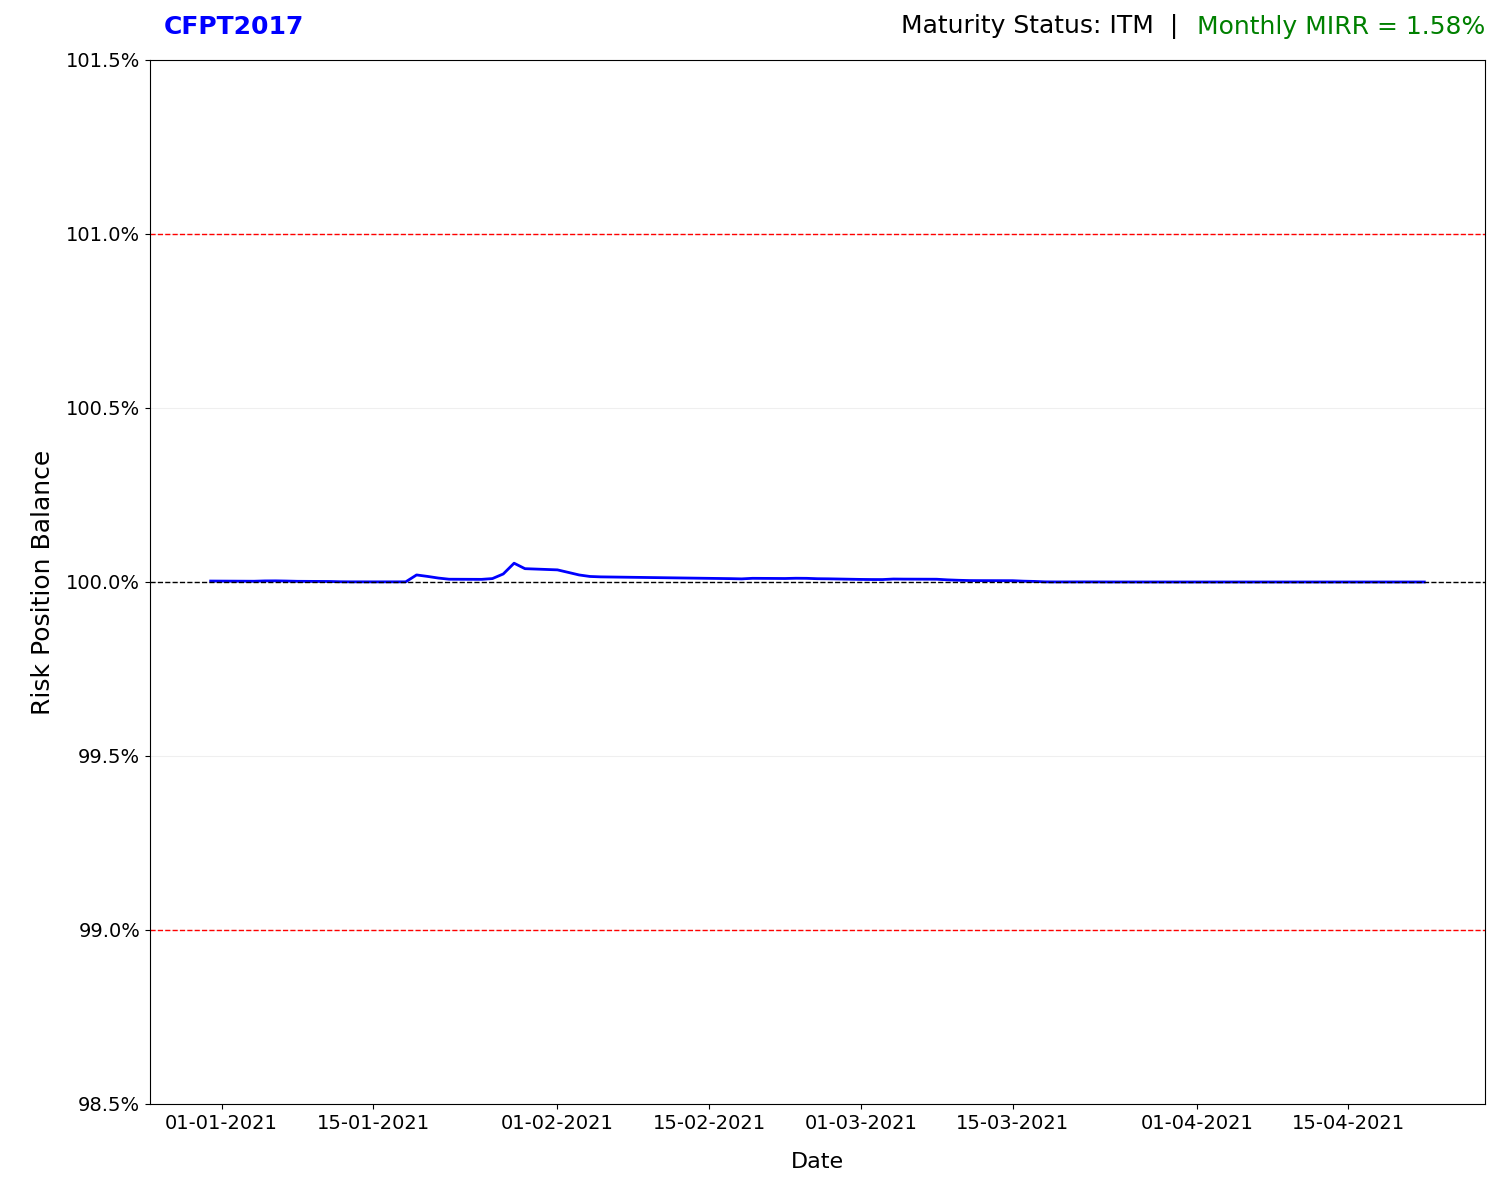 CFPT2017
Maturity Status: ITM | Monthly MIRR = 1.58%
101.5%
101.0%
100.5%
100.0%
99.5%
99.0%
98.5%
Risk Position Balance
01-01-2021 15-01-2021 01-02-2021 15-02-2021 01-03-2021 15-03-2021 01-04-2021 15-04-2021
Date